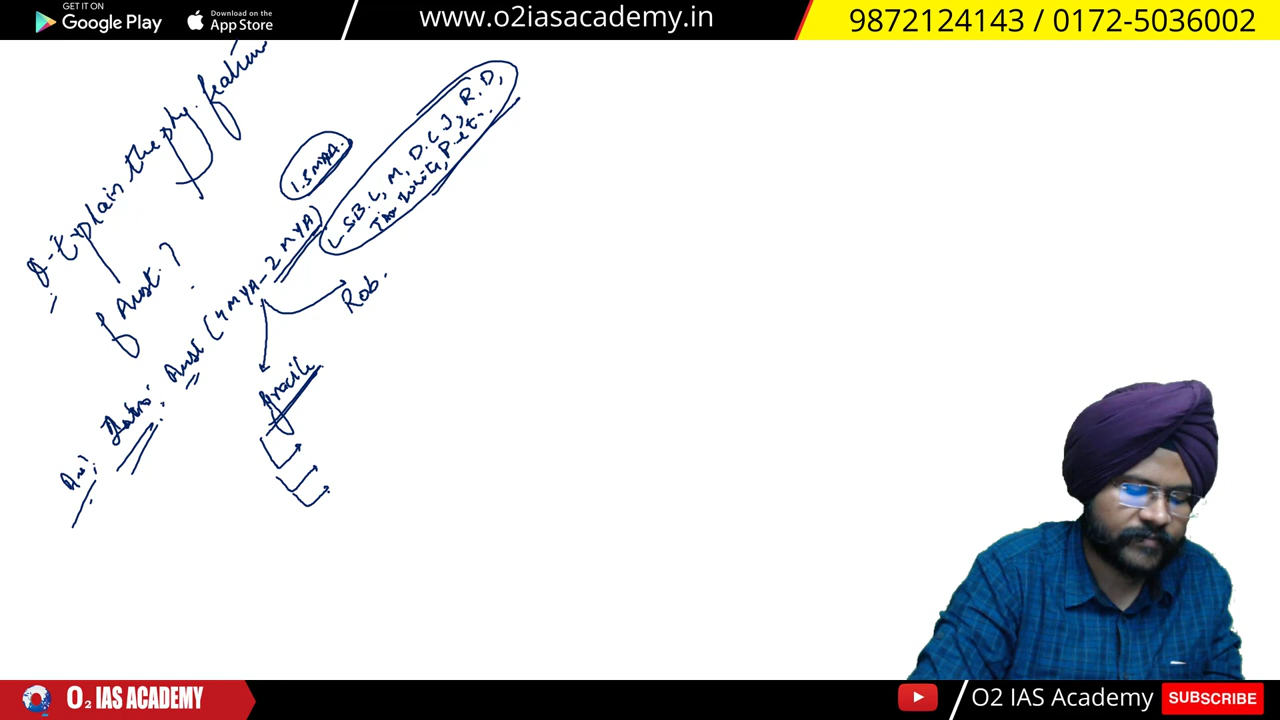 GET IT ON
Google Play
Download on the
App Store
www.o2iasacademy.in
9872124143 / 0172-5036002
Q- Explain the phy. features
of Aust. ?
Ans: Intro: Aust (4 MYA - 2 MYA)
1.5 MYA.
L.S.B. C, M, D. C. J, R. D,
Rob.
Gracile
O2 IAS ACADEMY
O2 IAS Academy
SUBSCRIBE